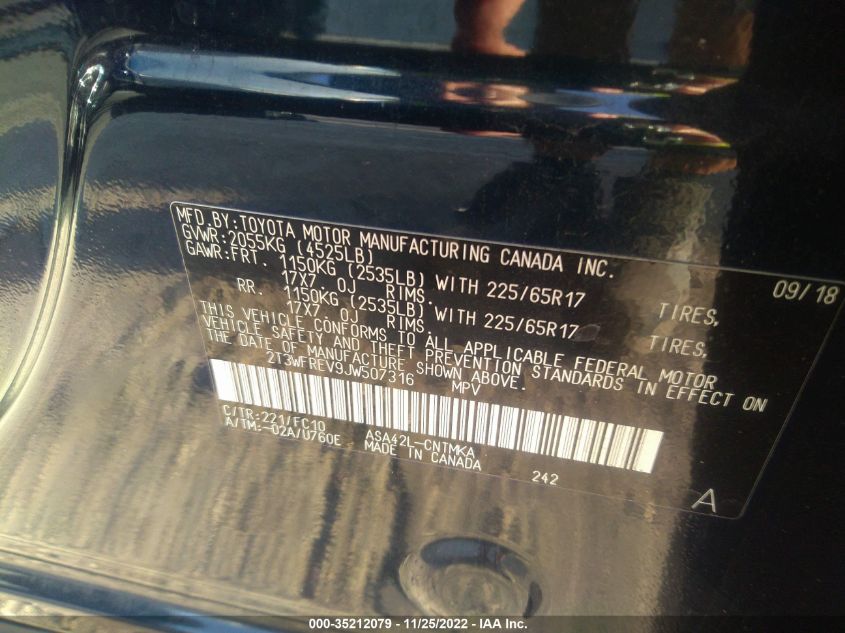 MFD.BY:TOYOTA MOTOR MANUFACTURING CANADA INC. 09/18
GVWR:2055KG (4525LB)
GAWR:FRT. 1150KG (2535LB) WITH 225/65R17 TIRES,
17X7.0J RIMS.
RR. 1150KG (2535LB) WITH 225/65R17 TIRES,
17X7.0J RIMS.
THIS VEHICLE CONFORMS TO ALL APPLICABLE FEDERAL MOTOR
VEHICLE SAFETY AND THEFT PREVENTION STANDARDS IN EFFECT ON
THE DATE OF MANUFACTURE SHOWN ABOVE.
2T3WFREV9JW507316 MPV
C/TR:221/FC10 ASA42L-CNTMKA
A/TM:-02A/U760E MADE IN CANADA 242
A
000-35212079 - 11/25/2022 - IAA Inc.